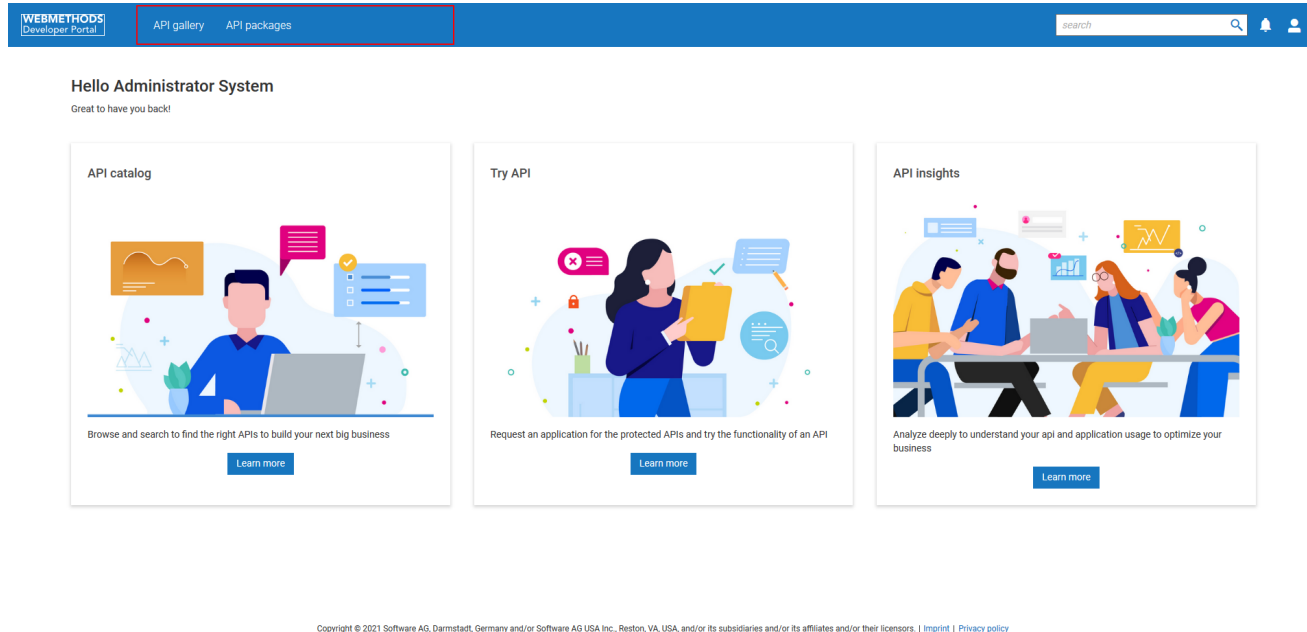 WEBMETHODS
Developer Portal
API gallery API packages
search
Hello Administrator System
Great to have you back!
API catalog
Browse and search to find the right APIs to build your next big business
Learn more
Try API
Request an application for the protected APIs and try the functionality of an API
Learn more
API insights
Analyze deeply to understand your api and application usage to optimize your
business
Learn more
Copyright © 2021 Software AG, Darmstadt, Germany and/or Software AG USA Inc., Reston, VA, USA, and/or its subsidiaries and/or its affiliates and/or their licensors. | Imprint | Privacy policy